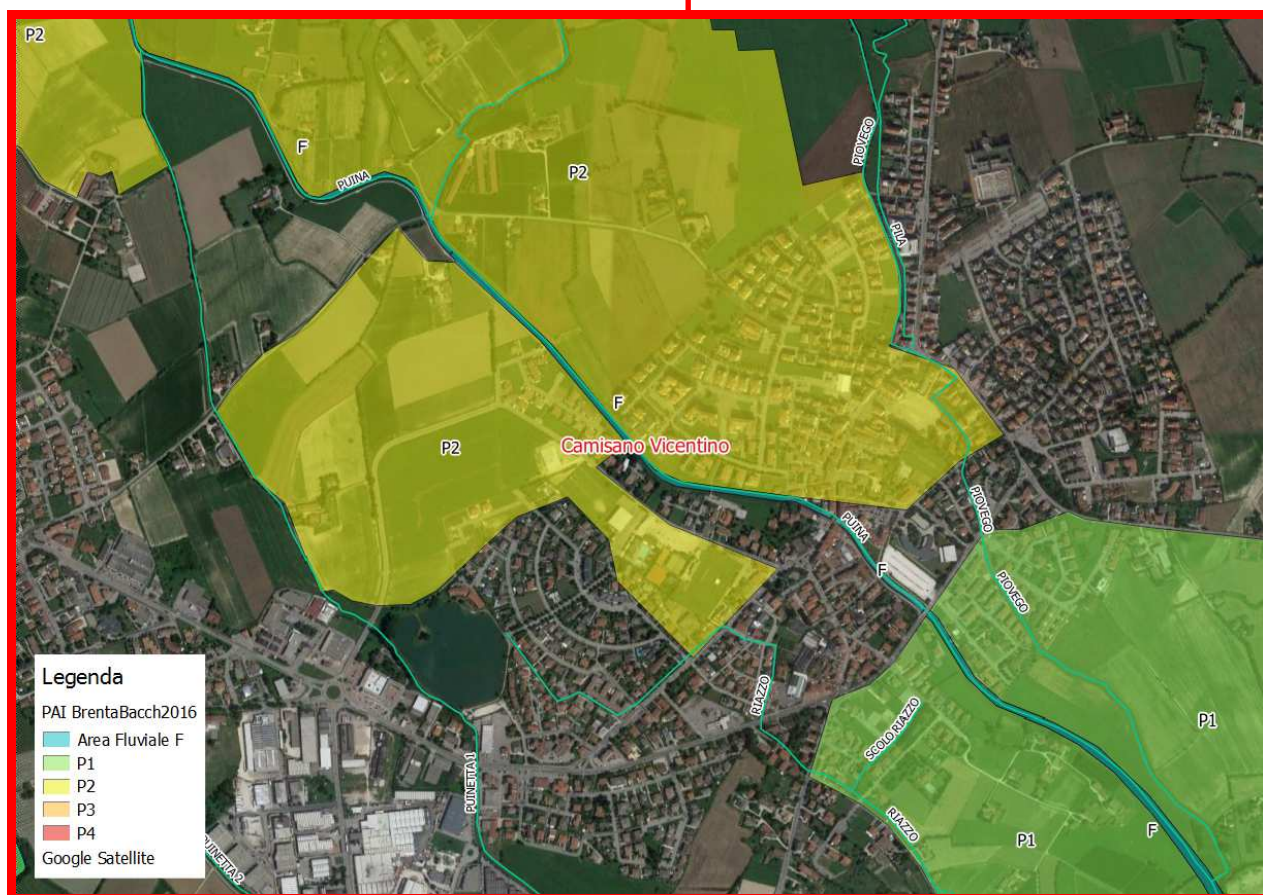 P2
F
PUINA
P2
PIOVEGO
PILA
F
Camisano Vicentino
P2
PUINA
F
PIOVEGO
PIOVEGO
P1
RIAZZO
SCOLO RIAZZO
P1
P1
RIAZZO
F
PUINETTA 1
PUINETTA 2
Legenda
PAI BrentaBacch2016
Area Fluviale F
P1
P2
P3
P4
Google Satellite